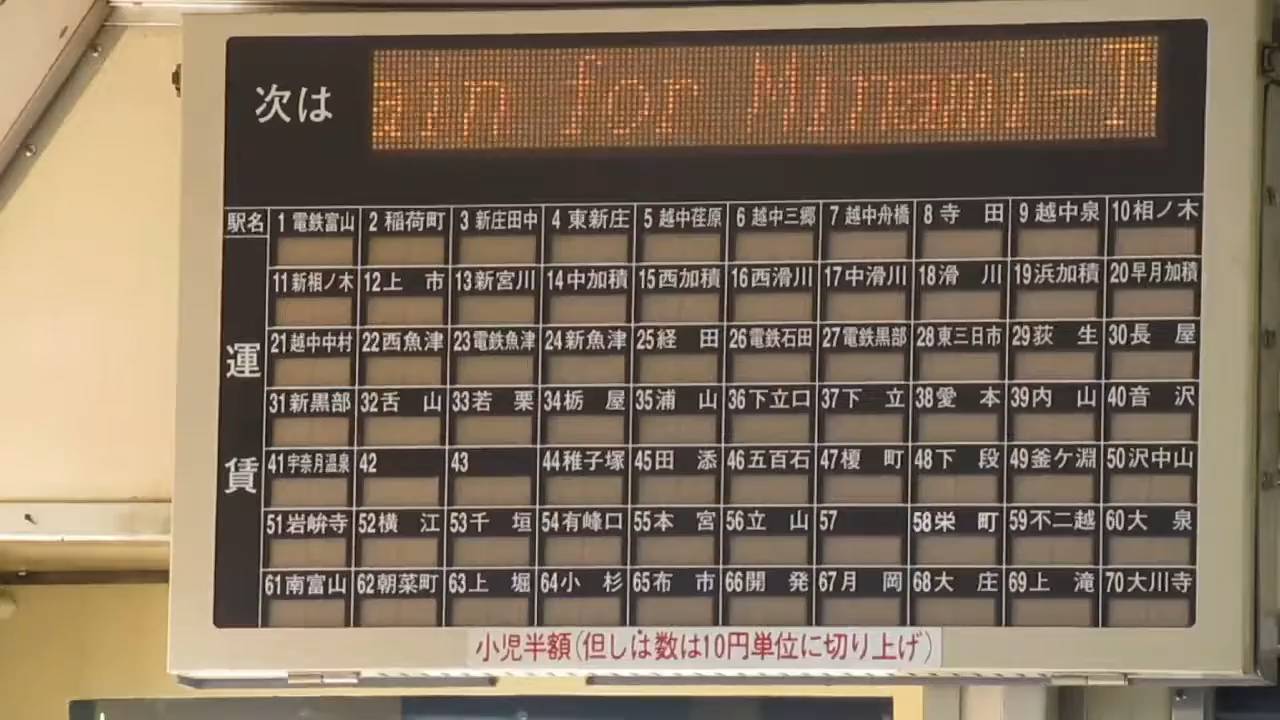 次は ain for Minami-T
駅名 1 電鉄富山 2 稲荷町 3 新庄田中 4 東新庄 5 越中荏原 6 越中三郷 7 越中舟橋 8 寺田 9 越中泉 10 相ノ木
11 新相ノ木 12 上市 13 新宮川 14 中加積 15 西加積 16 西滑川 17 中滑川 18 滑川 19 浜加積 20 早月加積
運賃 21 越中中村 22 西魚津 23 電鉄魚津 24 新魚津 25 経田 26 電鉄石田 27 電鉄黒部 28 東三日市 29 荻生 30 長屋
31 新黒部 32 舌山 33 若栗 34 栃屋 35 浦山 36 下立口 37 下立 38 愛本 39 内山 40 音沢
41 宇奈月温泉 42 43 44 稚子塚 45 田添 46 五百石 47 榎町 48 下段 49 釜ケ淵 50 沢中山
51 岩峅寺 52 横江 53 千垣 54 有峰口 55 本宮 56 立山 57 58 栄町 59 不二越 60 大泉
61 南富山 62 朝菜町 63 上堀 64 小杉 65 布市 66 開発 67 月岡 68 大庄 69 上滝 70 大川寺
小児半額(但しは数は10円単位に切り上げ)